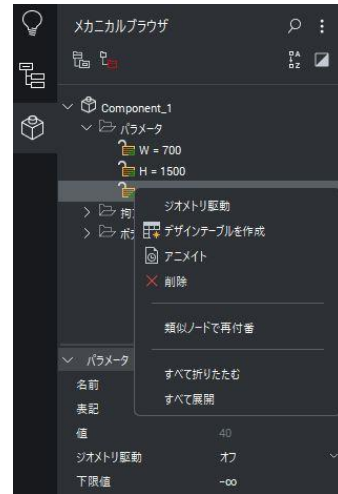 メカニカルブラウザ
Component_1
パラメータ
W = 700
H = 1500
ジオメトリ駆動
デザインテーブルを作成
アニメイト
削除
類似ノードで再付番
すべて折りたたむ
すべて展開
パラメータ
名前
表記
値 40
ジオメトリ駆動 オフ
下限値 -∞